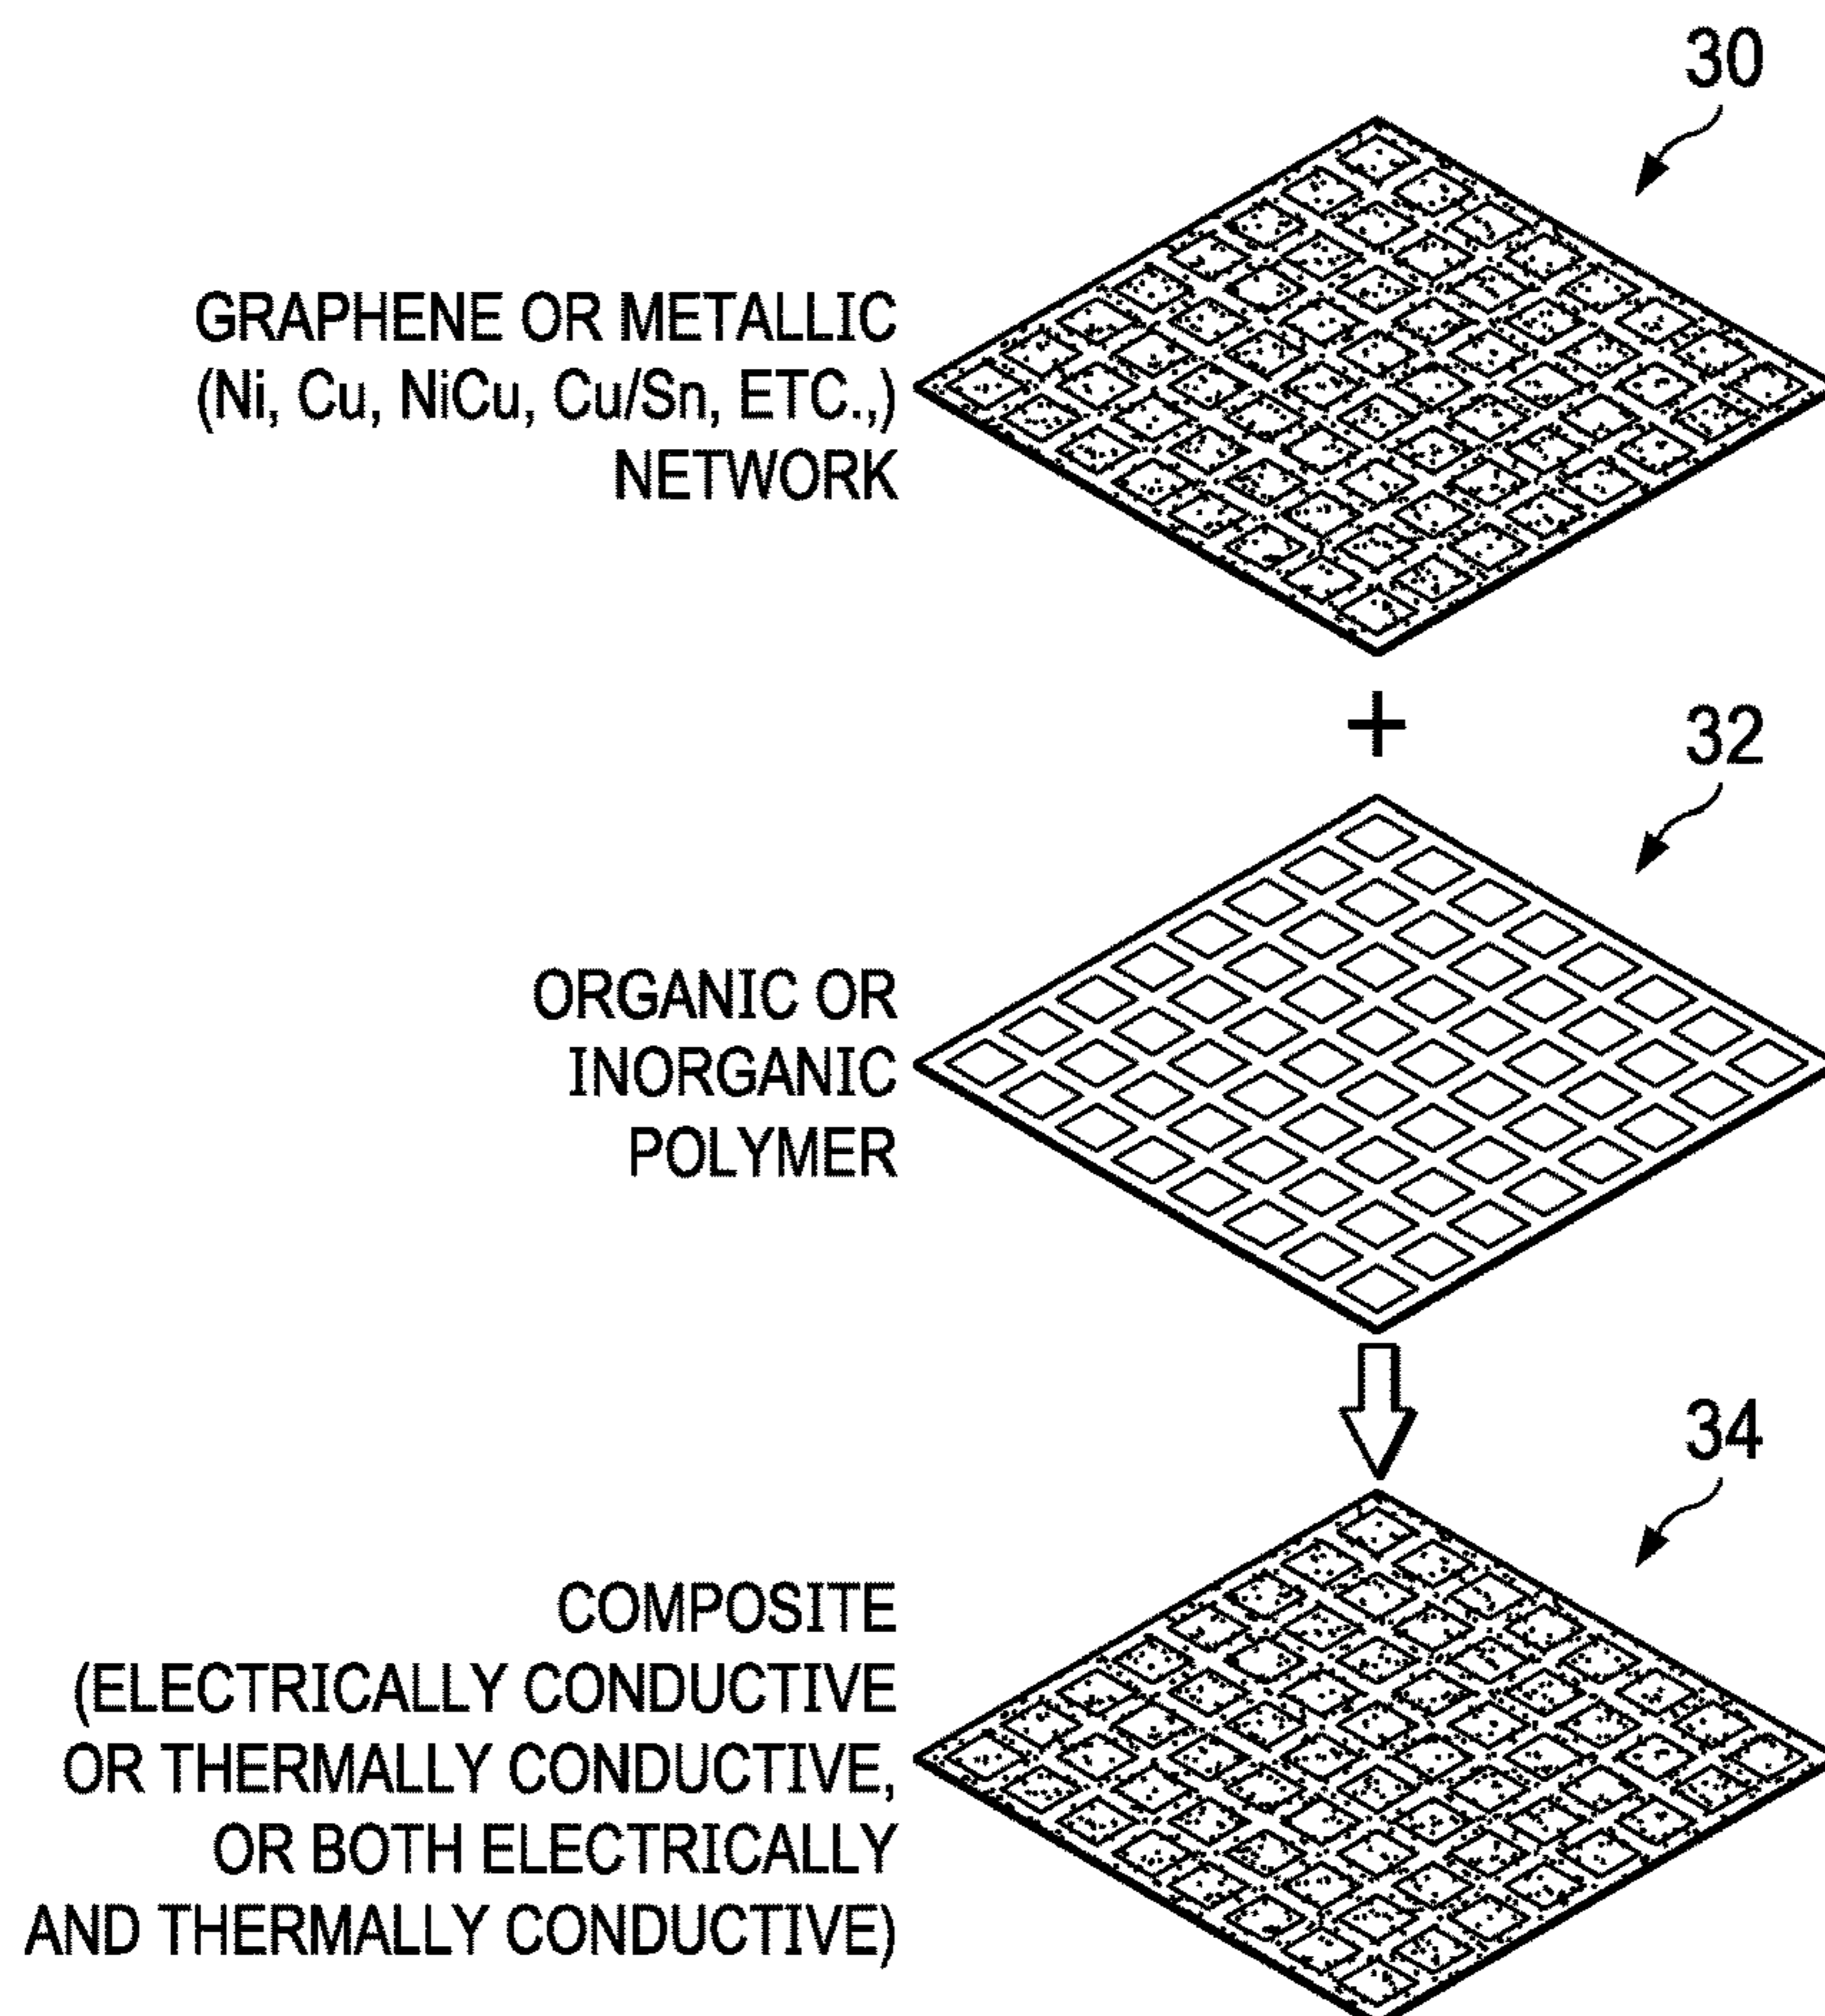 30
GRAPHENE OR METALLIC
(Ni, Cu, NiCu, Cu/Sn, ETC.,)
NETWORK
+
32
ORGANIC OR
INORGANIC
POLYMER
34
COMPOSITE
(ELECTRICALLY CONDUCTIVE
OR THERMALLY CONDUCTIVE,
OR BOTH ELECTRICALLY
AND THERMALLY CONDUCTIVE)